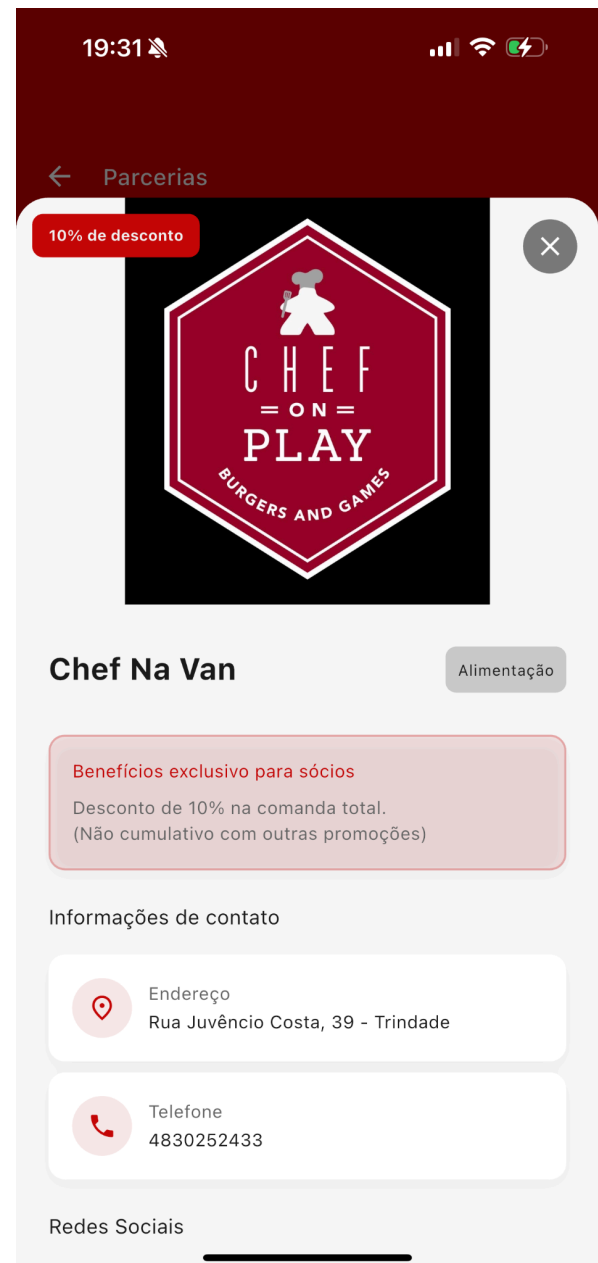 19:31
Parcerias
10% de desconto
CHEF
ON
PLAY
BURGERS AND GAMES
Chef Na Van
Alimentação
Benefícios exclusivo para sócios
Desconto de 10% na comanda total.
(Não cumulativo com outras promoções)
Informações de contato
Endereço
Rua Juvêncio Costa, 39 - Trindade
Telefone
4830252433
Redes Sociais